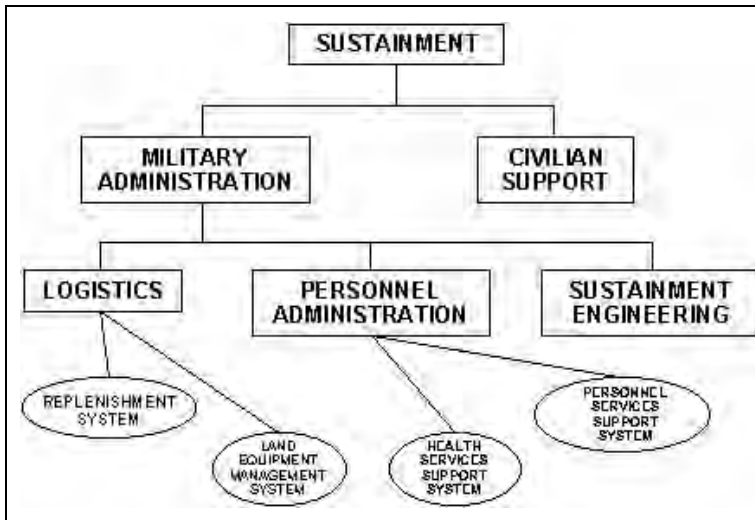 SUSTAINMENT
MILITARY
ADMINISTRATION
CIVILIAN
SUPPORT
LOGISTICS
PERSONNEL
ADMINISTRATION
SUSTAINMENT
ENGINEERING
REPLENISHMENT
SYSTEM
LAND
EQUIPMENT
MANAGEMENT
SYSTEM
HEALTH
SERVICES
SUPPORT
SYSTEM
PERSONNEL
SERVICES
SUPPORT
SYSTEM